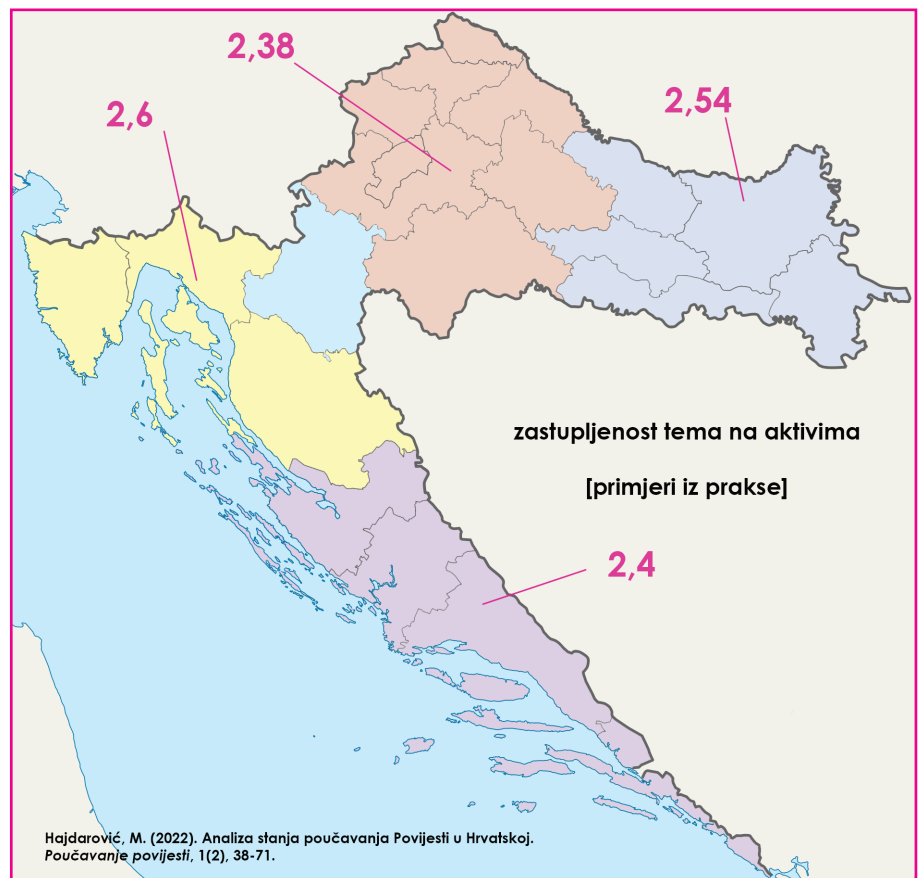 2,38
2,6
2,54
zastupljenost tema na aktivima
[primjeri iz prakse]
2,4
Hajdarović, M. (2022). Analiza stanja poučavanja Povijesti u Hrvatskoj.
Poučavanje povijesti, 1(2), 38-71.